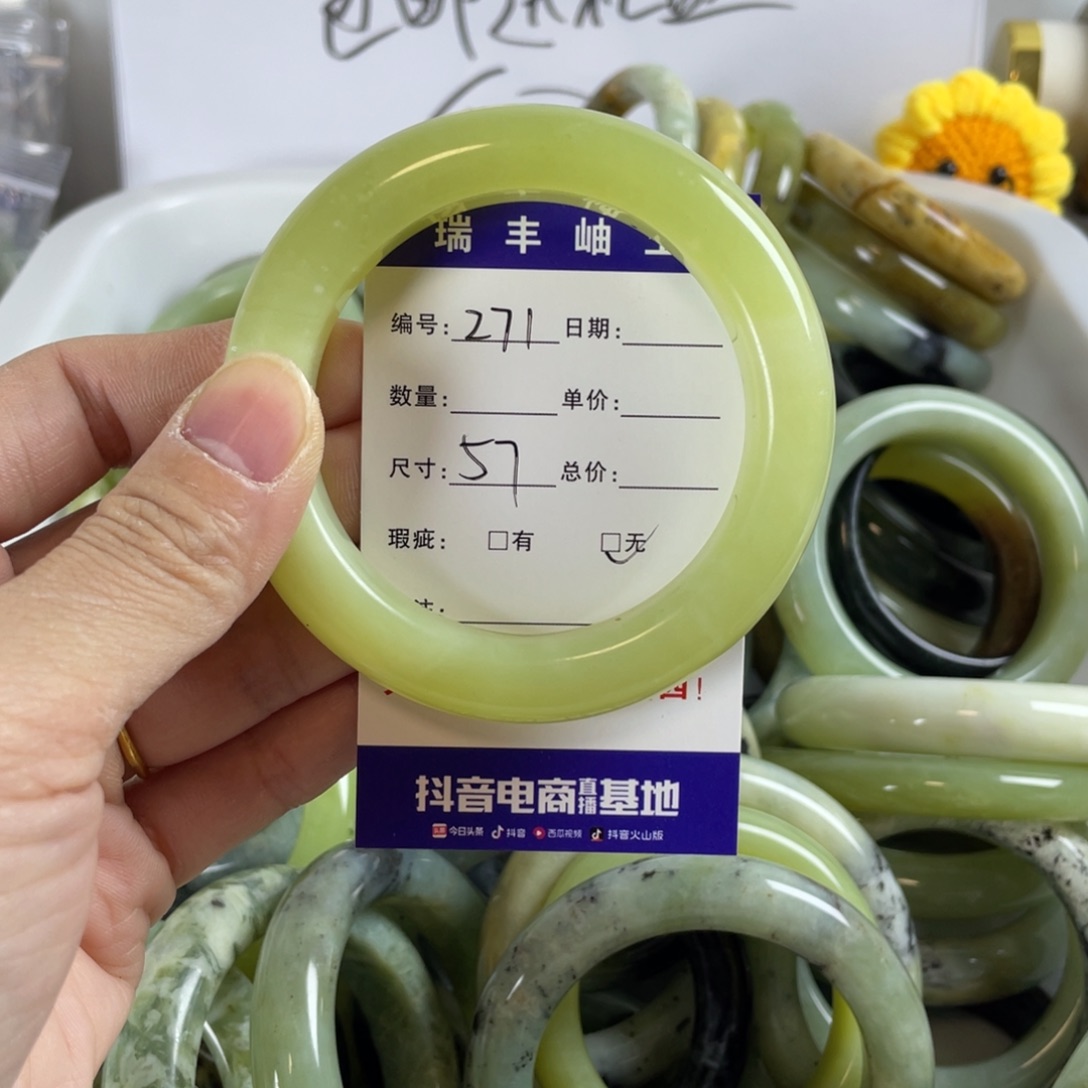 瑞丰岫
编号: 271 日期:
数量: 单价:
尺寸: 57 总价:
瑕疵: □有 □无
!
抖音电商直播基地
今日头条 抖音 西瓜视频 抖音火山版